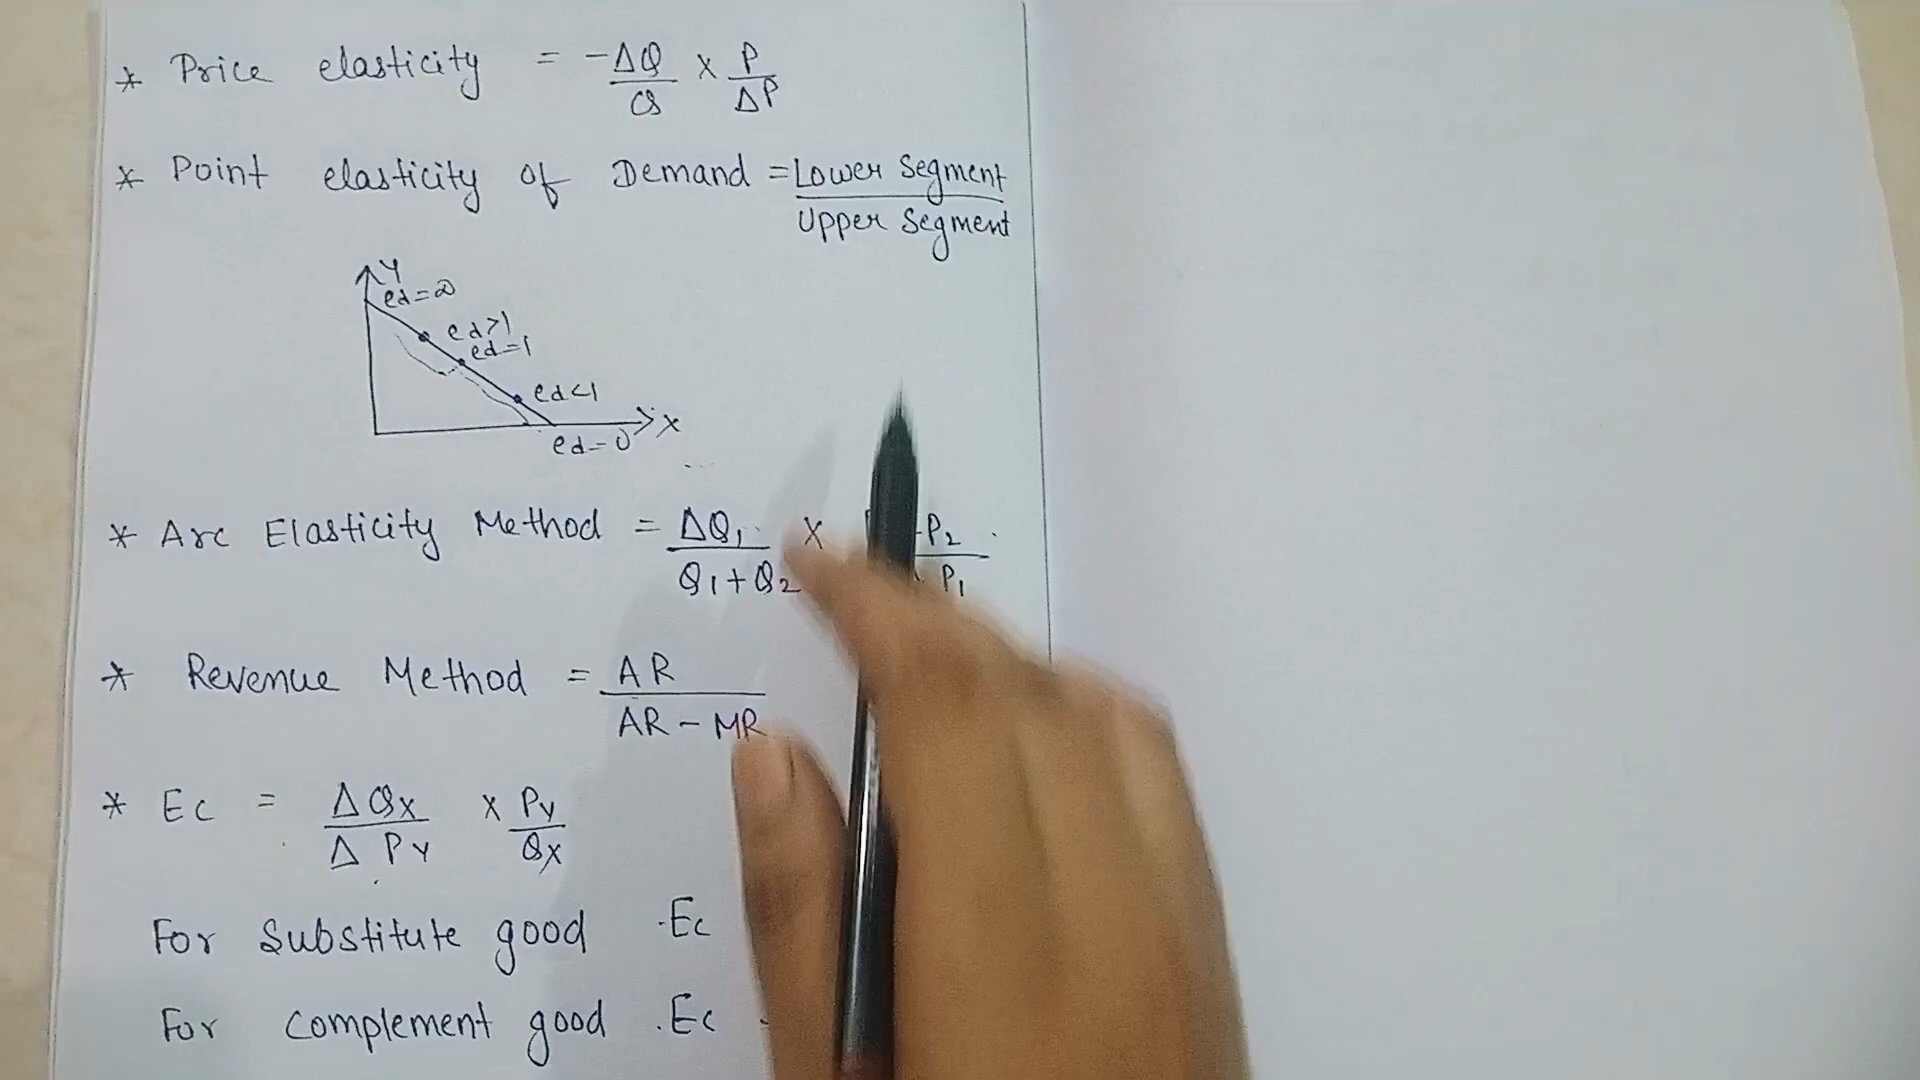 * Price elasticity = -ΔQ/Q × P/ΔP
* Point elasticity of Demand = Lower Segment/Upper Segment
Y
ed=∞
ed>1
ed=1
ed<1
X
ed=0
* Arc Elasticity Method = ΔQ1/Q1+Q2 × P2/P1
* Revenue Method = AR/AR-MR
* Ec = ΔQx/ΔPy × Py/Qx
For Substitute good Ec
For complement good Ec